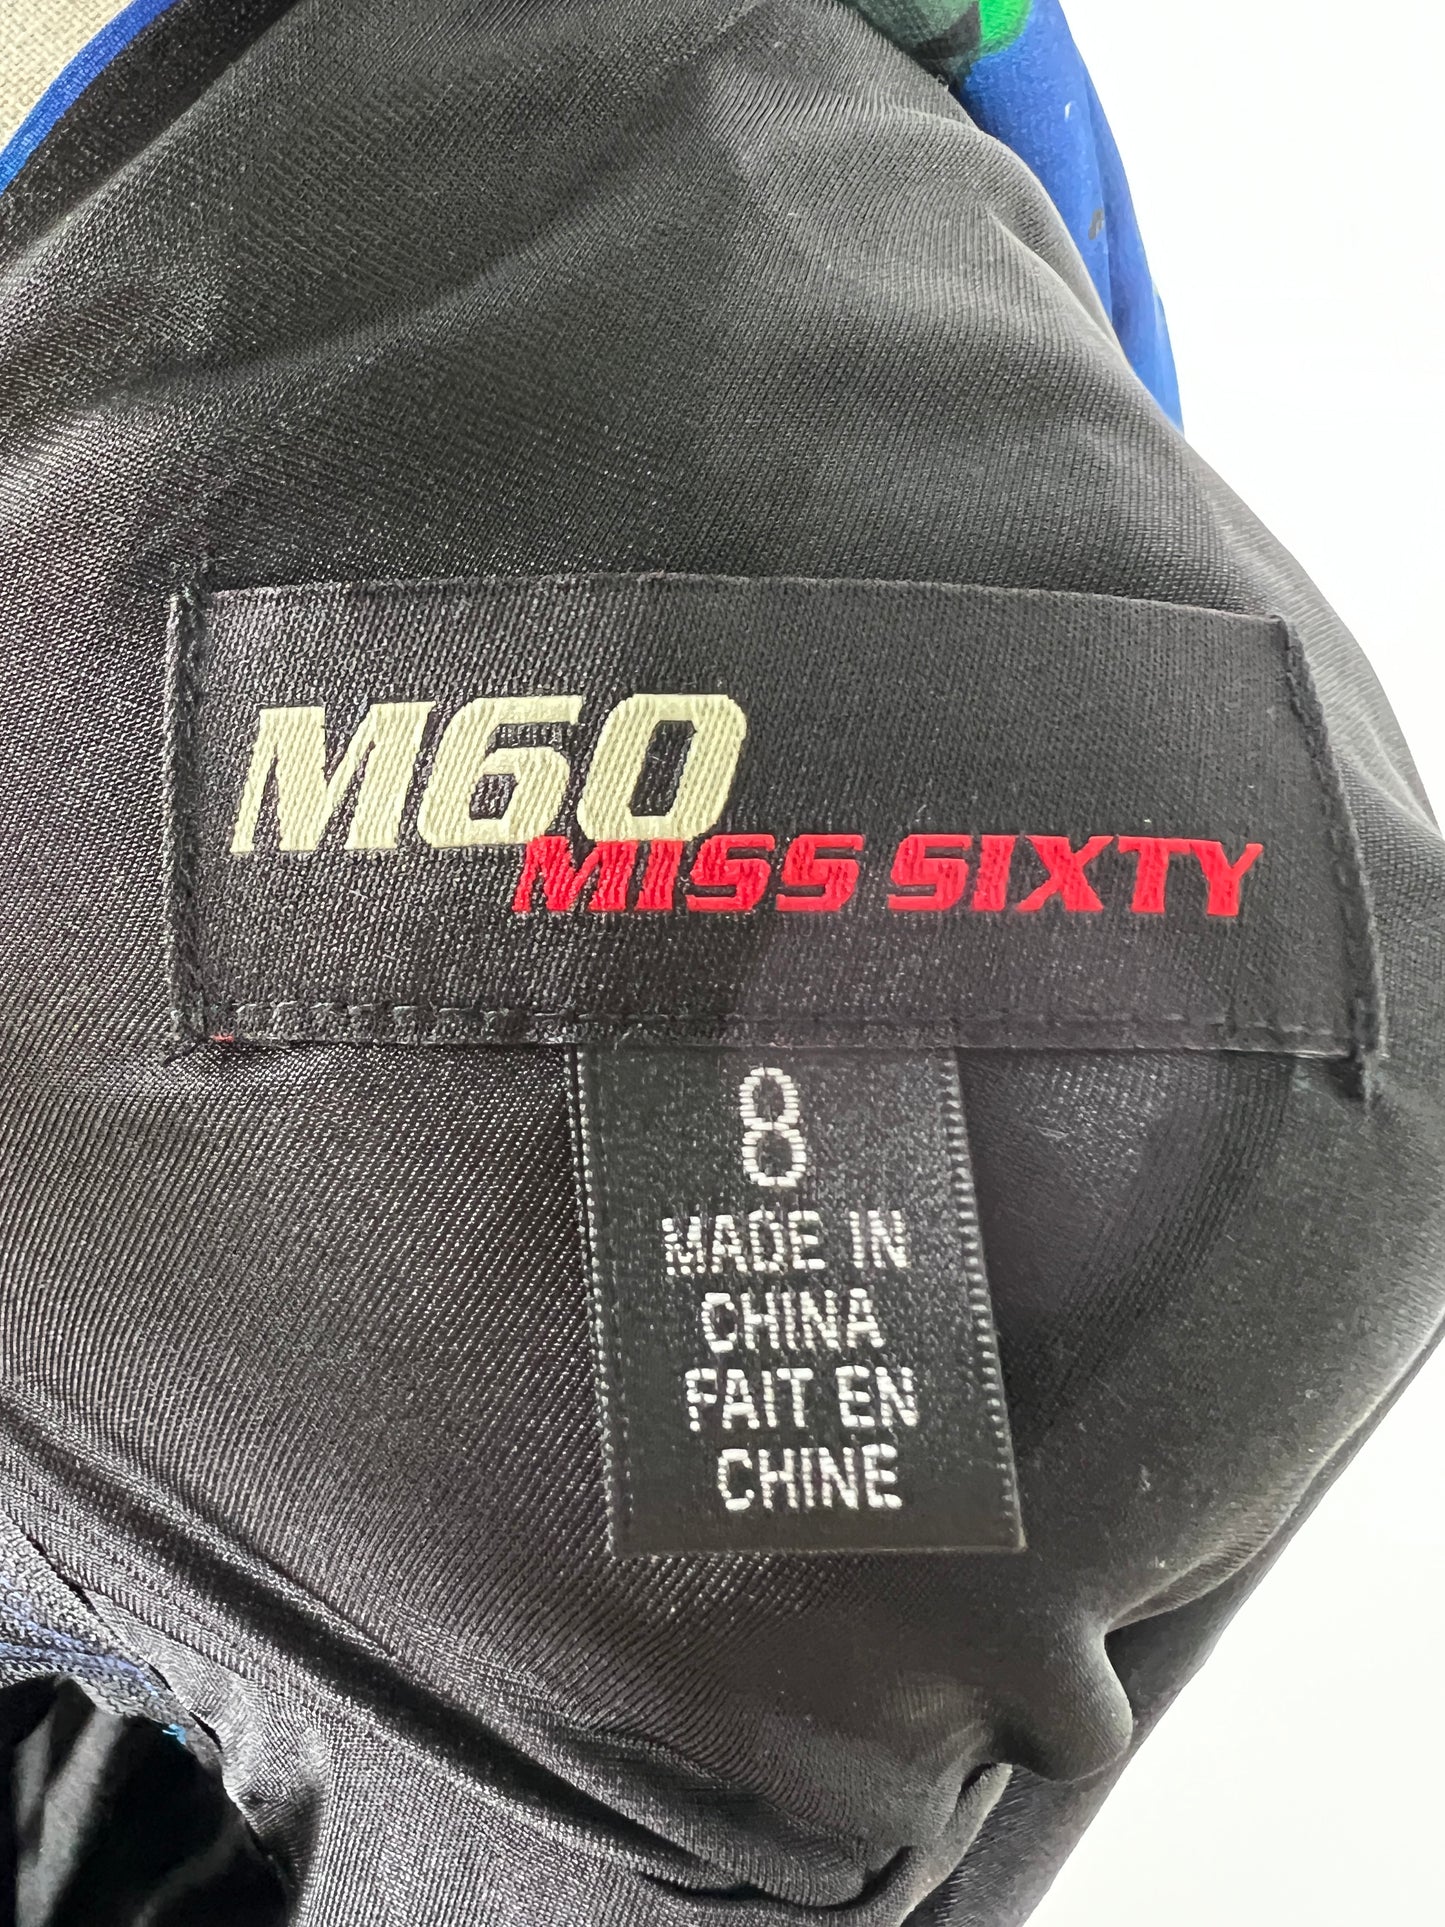 M60
MISS SIXTY
8
MADE IN
CHINA
FAIT EN
CHINE